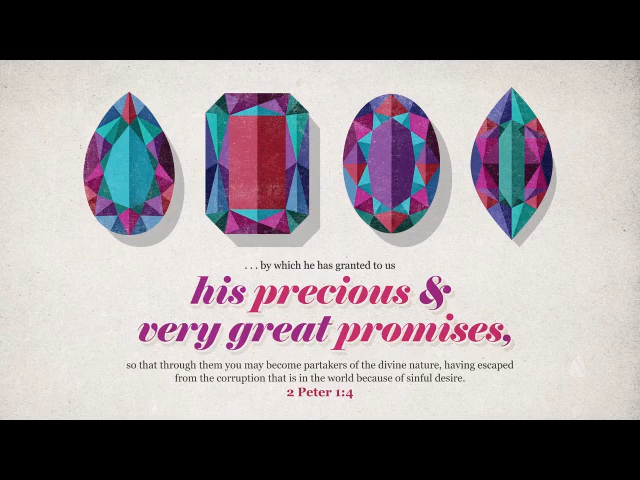 . . . by which he has granted to us
his precious &
very great promises,
so that through them you may become partakers of the divine nature, having escaped
from the corruption that is in the world because of sinful desire.
2 Peter 1:4